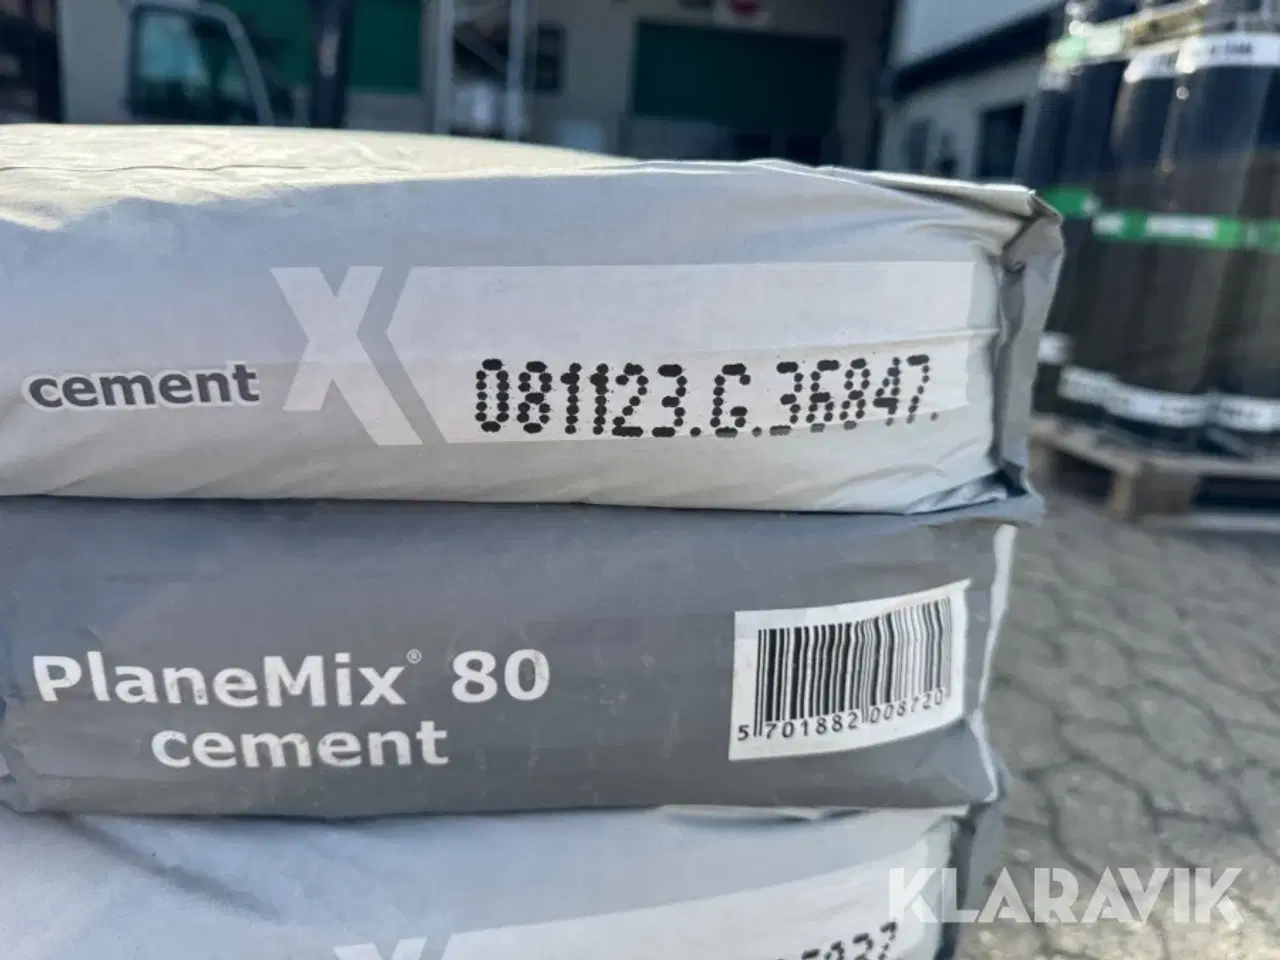 cement X 081123.G.36847.
PlaneMix® 80
cement
5 701882 008720
KLARAVIK